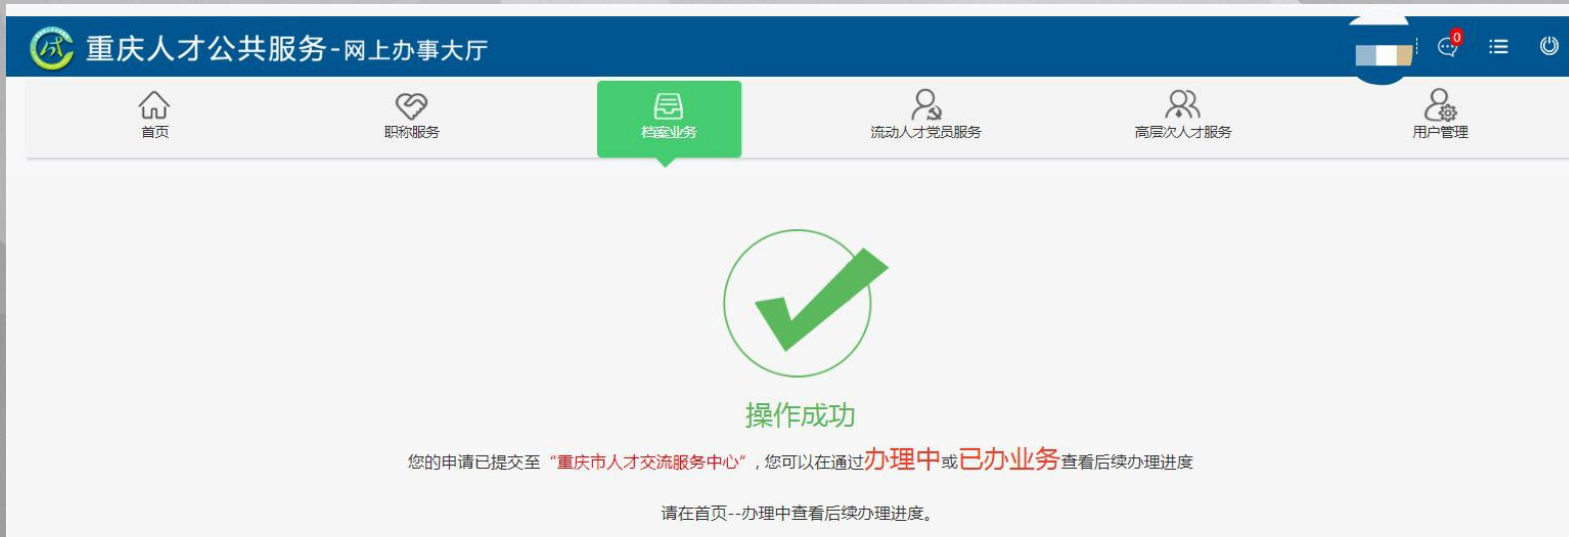 重庆人才公共服务-网上办事大厅
0
首页
职称服务
档案业务
流动人才党员服务
高层次人才服务
用户管理
操作成功
您的申请已提交至“重庆市人才交流服务中心”,您可以在通过办理中或已办业务查看后续办理进度
请在首页--办理中查看后续办理进度。